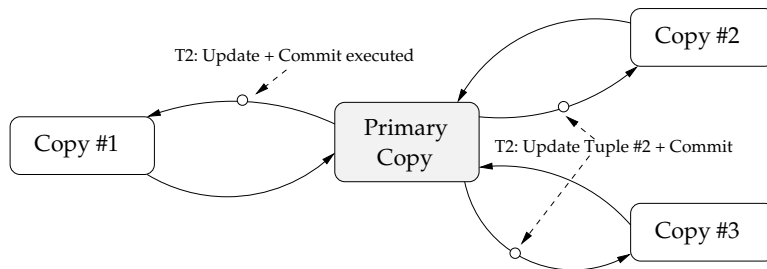 Copy #2
T2: Update + Commit executed
Copy #1
Primary
Copy
T2: Update Tuple #2 + Commit
Copy #3